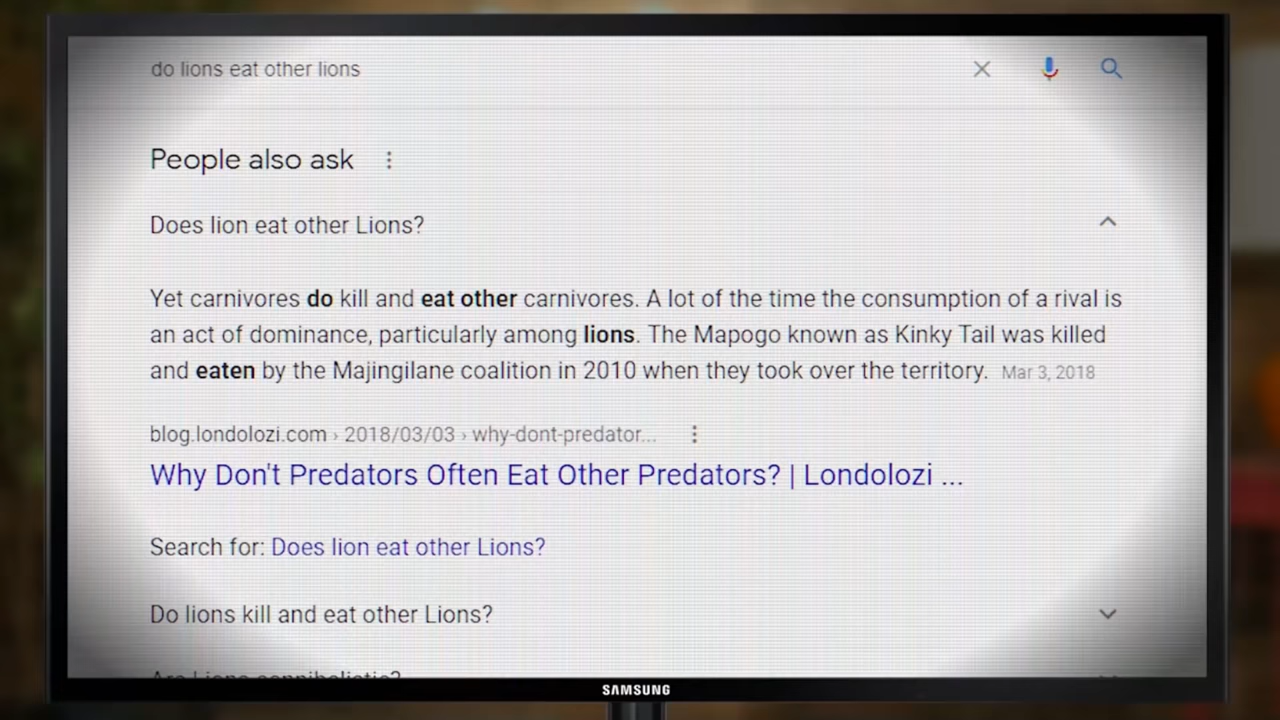 do lions eat other lions
People also ask
Does lion eat other Lions?
Yet carnivores do kill and eat other carnivores. A lot of the time the consumption of a rival is
an act of dominance, particularly among lions. The Mapogo known as Kinky Tail was killed
and eaten by the Majingilane coalition in 2010 when they took over the territory. Mar 3, 2018
blog.londolozi.com › 2018/03/03 › why-dont-predator...
Why Don't Predators Often Eat Other Predators? | Londolozi ...
Search for: Does lion eat other Lions?
Do lions kill and eat other Lions?
SAMSUNG